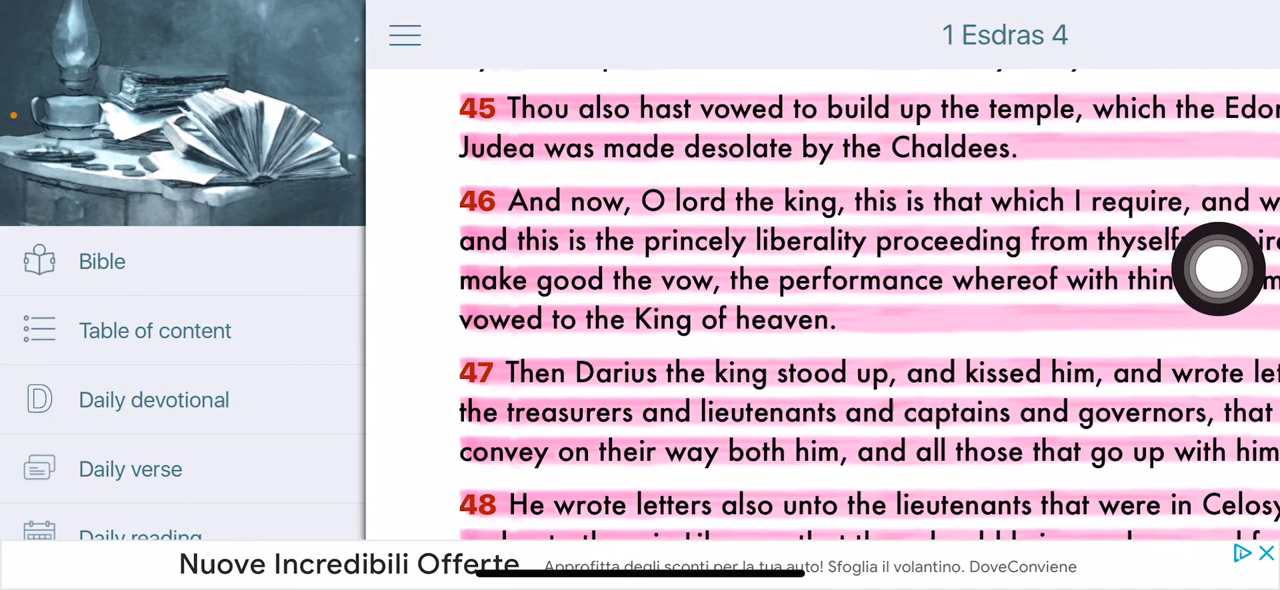 1 Esdras 4
45 Thou also hast vowed to build up the temple, which the
Judea was made desolate by the Chaldees.
46 And now, O lord the king, this is that which I require, and
and this is the princely liberality proceeding from
make good the vow, the performance whereof with
vowed to the King of heaven.
47 Then Darius the king stood up, and kissed him, and wrote
the treasurers and lieutenants and captains and governors, that
convey on their way both him, and all those that go up with him
48 He wrote letters also unto the lieutenants that were in
Bible
Table of content
Daily devotional
Daily verse
Daily reading
Nuove Incredibili Offerte
Approfitta degli sconti per la tua auto! Sfoglia il volantino. DoveConviene